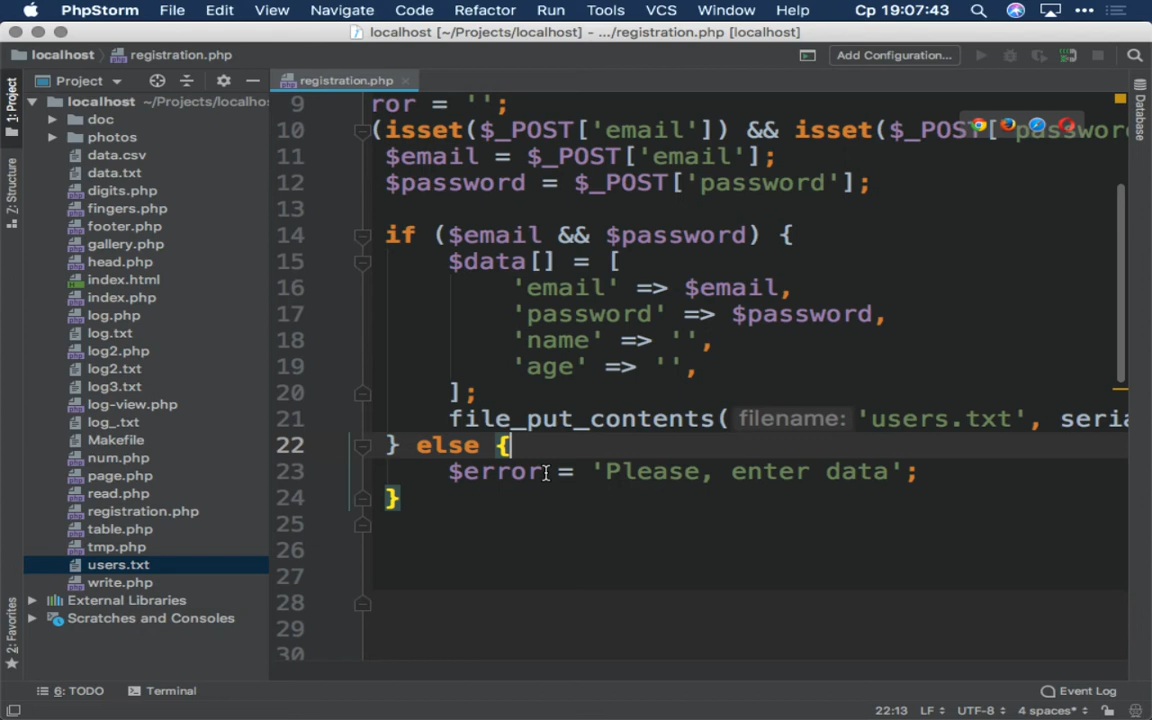 PhpStorm File Edit View Navigate Code Refactor Run Tools VCS Window Help Ср 19:07:43
localhost [~/Projects/localhost] - .../registration.php [localhost]
localhost registration.php Add Configuration...
Project registration.php
1: Project
7: Structure
2: Favorites
Database
localhost ~/Projects/localho
doc
photos
data.csv
data.txt
digits.php
fingers.php
footer.php
gallery.php
head.php
index.html
index.php
log.php
log.txt
log2.php
log2.txt
log3.txt
log-view.php
log_.txt
Makefile
num.php
page.php
read.php
registration.php
table.php
tmp.php
users.txt
write.php
External Libraries
Scratches and Consoles
9 ror = '';
10 (isset($_POST['email']) && isset($_POST['password
11 $email = $_POST['email'];
12 $password = $_POST['password'];
13
14 if ($email && $password) {
15 $data[] = [
16 'email' => $email,
17 'password' => $password,
18 'name' => '',
19 'age' => '',
20 ];
21 file_put_contents( filename: 'users.txt', seria
22 } else {
23 $error = 'Please, enter data';
24 }
25
26
27
28
29
30
6: TODO Terminal Event Log
22:13 LF UTF-8 4 spaces*